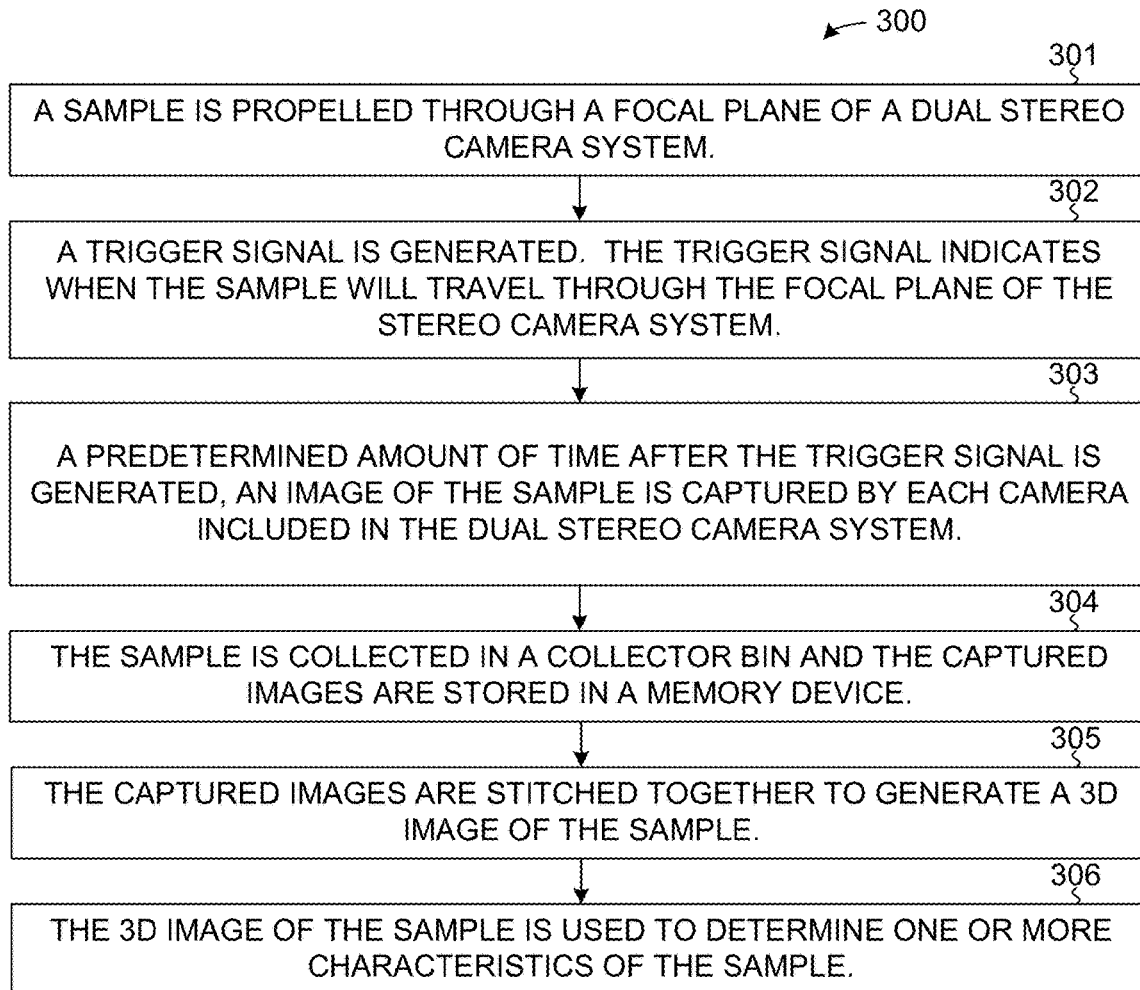 300
301
A SAMPLE IS PROPELLED THROUGH A FOCAL PLANE OF A DUAL STEREO
CAMERA SYSTEM.
302
A TRIGGER SIGNAL IS GENERATED. THE TRIGGER SIGNAL INDICATES
WHEN THE SAMPLE WILL TRAVEL THROUGH THE FOCAL PLANE OF THE
STEREO CAMERA SYSTEM.
303
A PREDETERMINED AMOUNT OF TIME AFTER THE TRIGGER SIGNAL IS
GENERATED, AN IMAGE OF THE SAMPLE IS CAPTURED BY EACH CAMERA
INCLUDED IN THE DUAL STEREO CAMERA SYSTEM.
304
THE SAMPLE IS COLLECTED IN A COLLECTOR BIN AND THE CAPTURED
IMAGES ARE STORED IN A MEMORY DEVICE.
305
THE CAPTURED IMAGES ARE STITCHED TOGETHER TO GENERATE A 3D
IMAGE OF THE SAMPLE.
306
THE 3D IMAGE OF THE SAMPLE IS USED TO DETERMINE ONE OR MORE
CHARACTERISTICS OF THE SAMPLE.